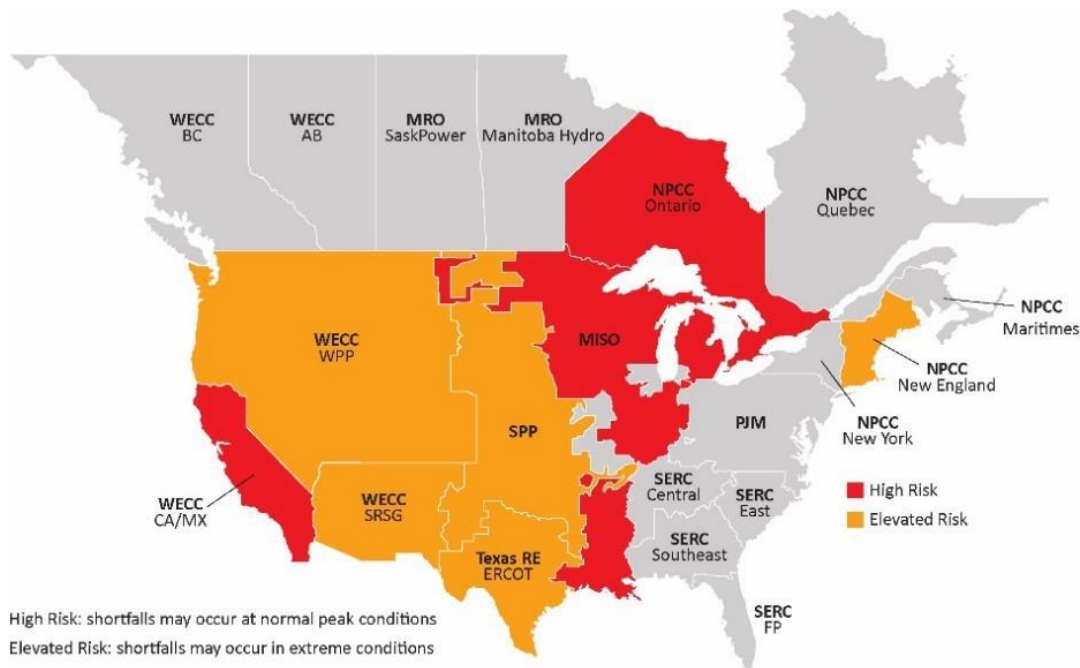 WECC
BC
WECC
AB
MRO
SaskPower
MRO
Manitoba Hydro
NPCC
Ontario
NPCC
Quebec
NPCC
Maritimes
WECC
WPP
MISO
NPCC
New England
SPP
PJM
NPCC
New York
WECC
CA/MX
WECC
SRSG
SERC
Central
SERC
East
High Risk
Elevated Risk
Texas RE
ERCOT
SERC
Southeast
SERC
FP
High Risk: shortfalls may occur at normal peak conditions
Elevated Risk: shortfalls may occur in extreme conditions